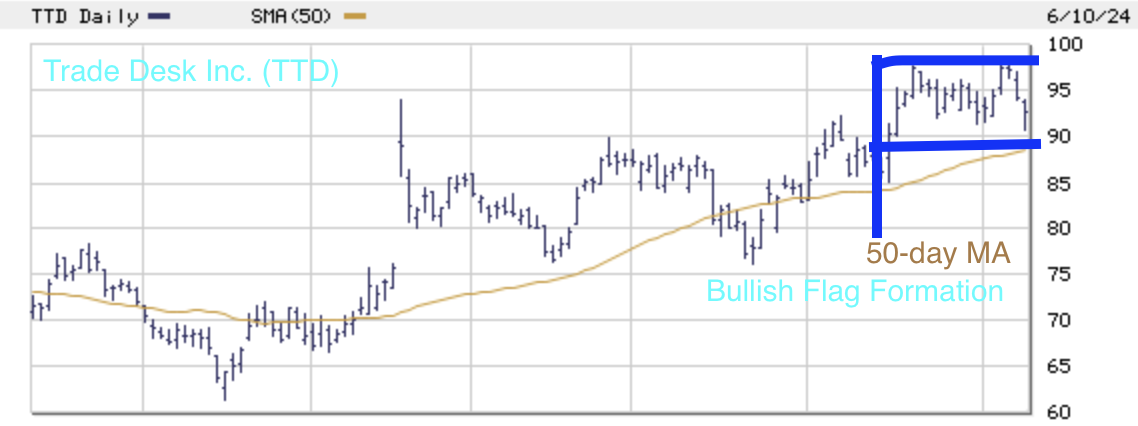 TTD Daily SMA(50) 6/10/24
100
Trade Desk Inc. (TTD)
95
90
85
80
50-day MA
75
Bullish Flag Formation
70
65
60